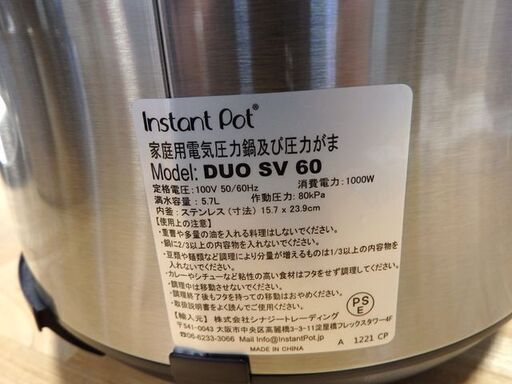 Instant Pot®
家庭用電気圧力鍋及び圧力がま
Model: DUO SV 60
定格電圧：100V 50/60Hz 消費電力：1000W
満水容量：5.7L 作動圧力：80kPa
内釜：ステンレス（寸法）15.7 x 23.9cm
【使用上の注意】
・重曹や多量の油を入れる料理はしないでください。
・鍋に2/3以上の内容物を入れないでください。
・豆類や麺類など調理により分量が増えるものは1/3以上の内容物を
入れないでください。
・カレーやシチューなど粘性の高い食材はフタをせず調理してください。
・調理中は移動させないでください。
・調理終了後もフタを持っての移動はおやめください。
・取扱説明書をよく読んでご使用ください。
PS
E
【輸入元】株式会社シナジートレーディング
〒541-0043 大阪市中央区高麗橋3-3-11淀屋橋フレックスタワー4F
☎06-6233-3066 Mail Info@InstantPot.jp
MADE IN CHINA
A 1221 CP